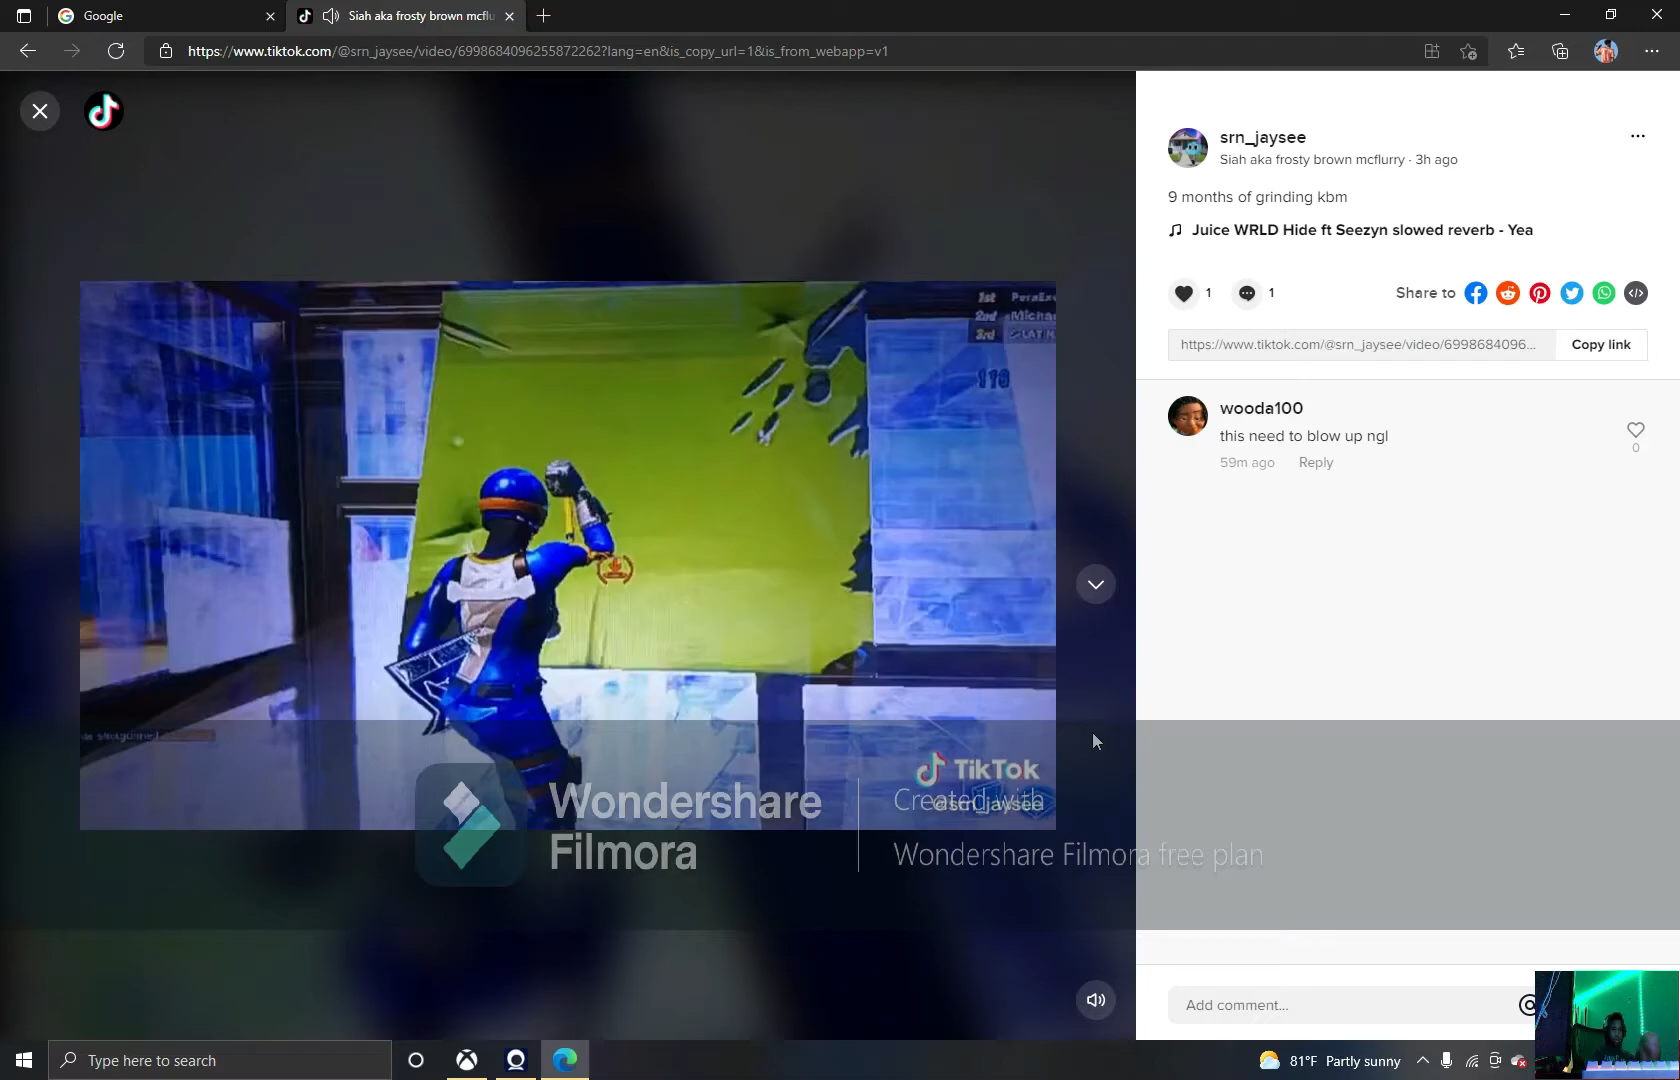 Google
Siah aka frosty brown mcflu
https://www.tiktok.com/@srn_jaysee/video/6998684096255872262?lang=en&is_copy_url=1&is_from_webapp=v1
srn_jaysee
Siah aka frosty brown mcflurry · 3h ago
9 months of grinding kbm
Juice WRLD Hide ft Seezyn slowed reverb - Yea
1
1
Share to
https://www.tiktok.com/@srn_jaysee/video/6998684096...
Copy link
wooda100
this need to blow up ngl
0
59m ago Reply
1st
2nd Michae
3rd
TikTok
@srn_jaysee
Wondershare
Filmora
Created with
Wondershare Filmora free plan
Add comment...
Type here to search
81°F Partly sunny